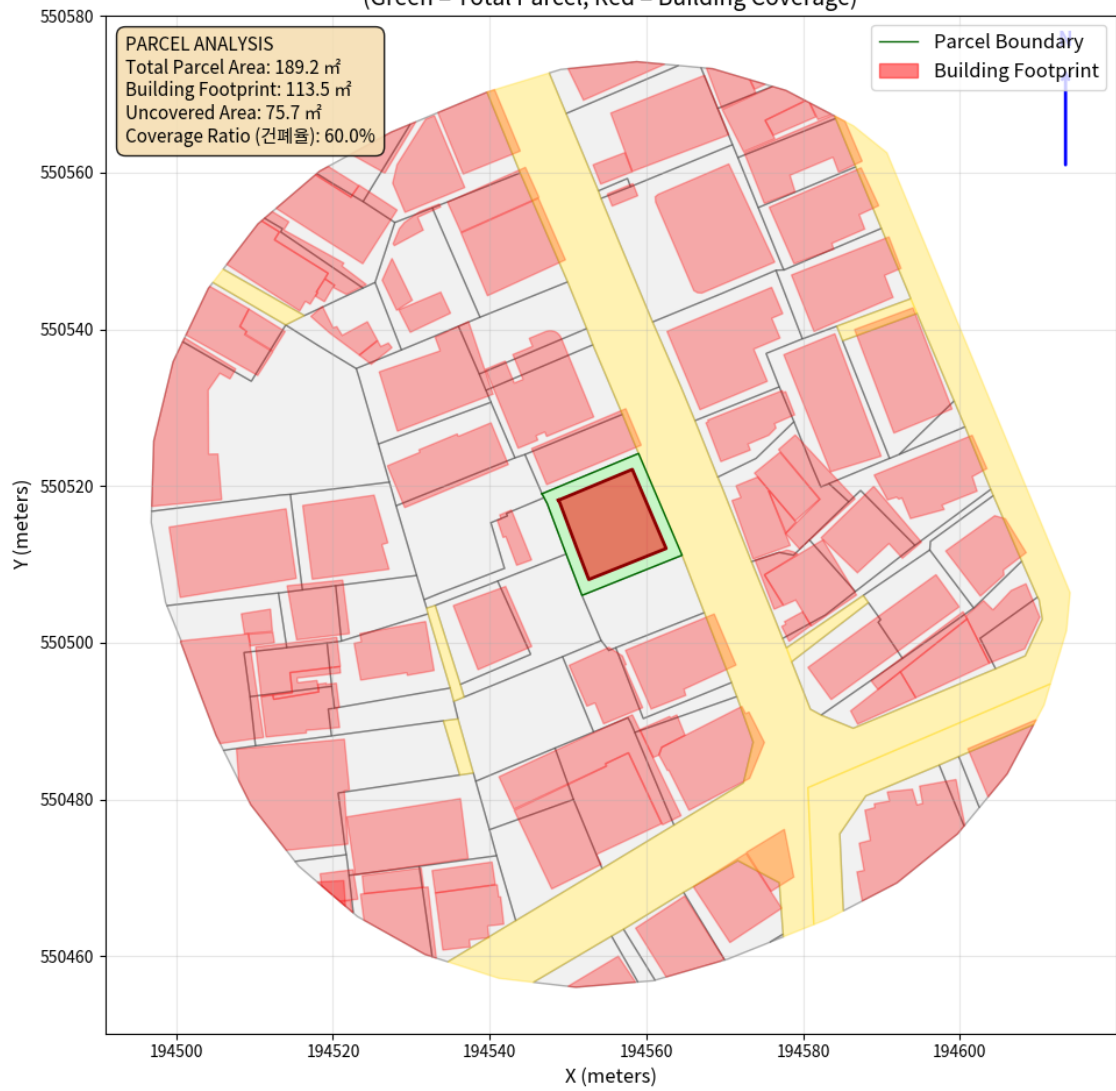 (Green = Total Parcel, Red = Building Coverage)
PARCEL ANALYSIS
Total Parcel Area: 189.2 ㎡
Building Footprint: 113.5 ㎡
Uncovered Area: 75.7 ㎡
Coverage Ratio (건폐율): 60.0%
Parcel Boundary
Building Footprint
N
Y (meters)
550580
550560
550540
550520
550500
550480
550460
194500 194520 194540 194560 194580 194600
X (meters)